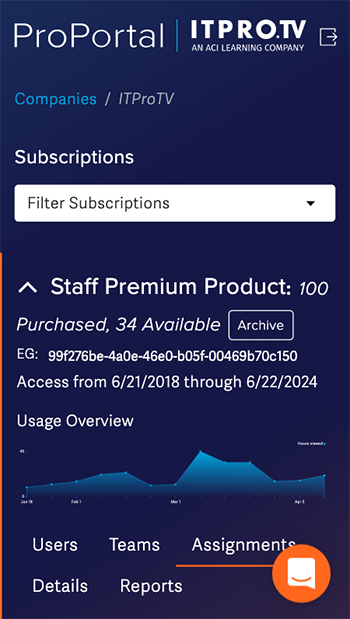 ProPortal
ITPRO.TV
AN ACI LEARNING COMPANY
Companies / ITProTV
Subscriptions
Filter Subscriptions
Staff Premium Product: 100
Purchased, 34 Available Archive
EG: 99f276be-4a0e-46e0-b05f-00469b70c150
Access from 6/21/2018 through 6/22/2024
Usage Overview
Hours viewed
Jan 18 Feb 1 Mar 1 Apr 5
Users Teams Assignments
Details Reports